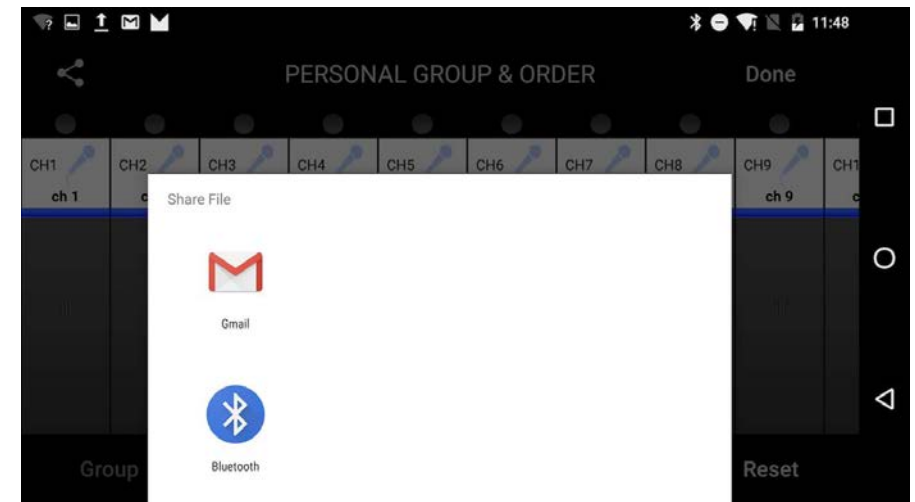 11:48
PERSONAL GROUP & ORDER Done
CH1 CH2 CH3 CH4 CH5 CH6 CH7 CH8 CH9 CH1
ch 1 c ch 9 c
Share File
Gmail
Bluetooth
Group Reset